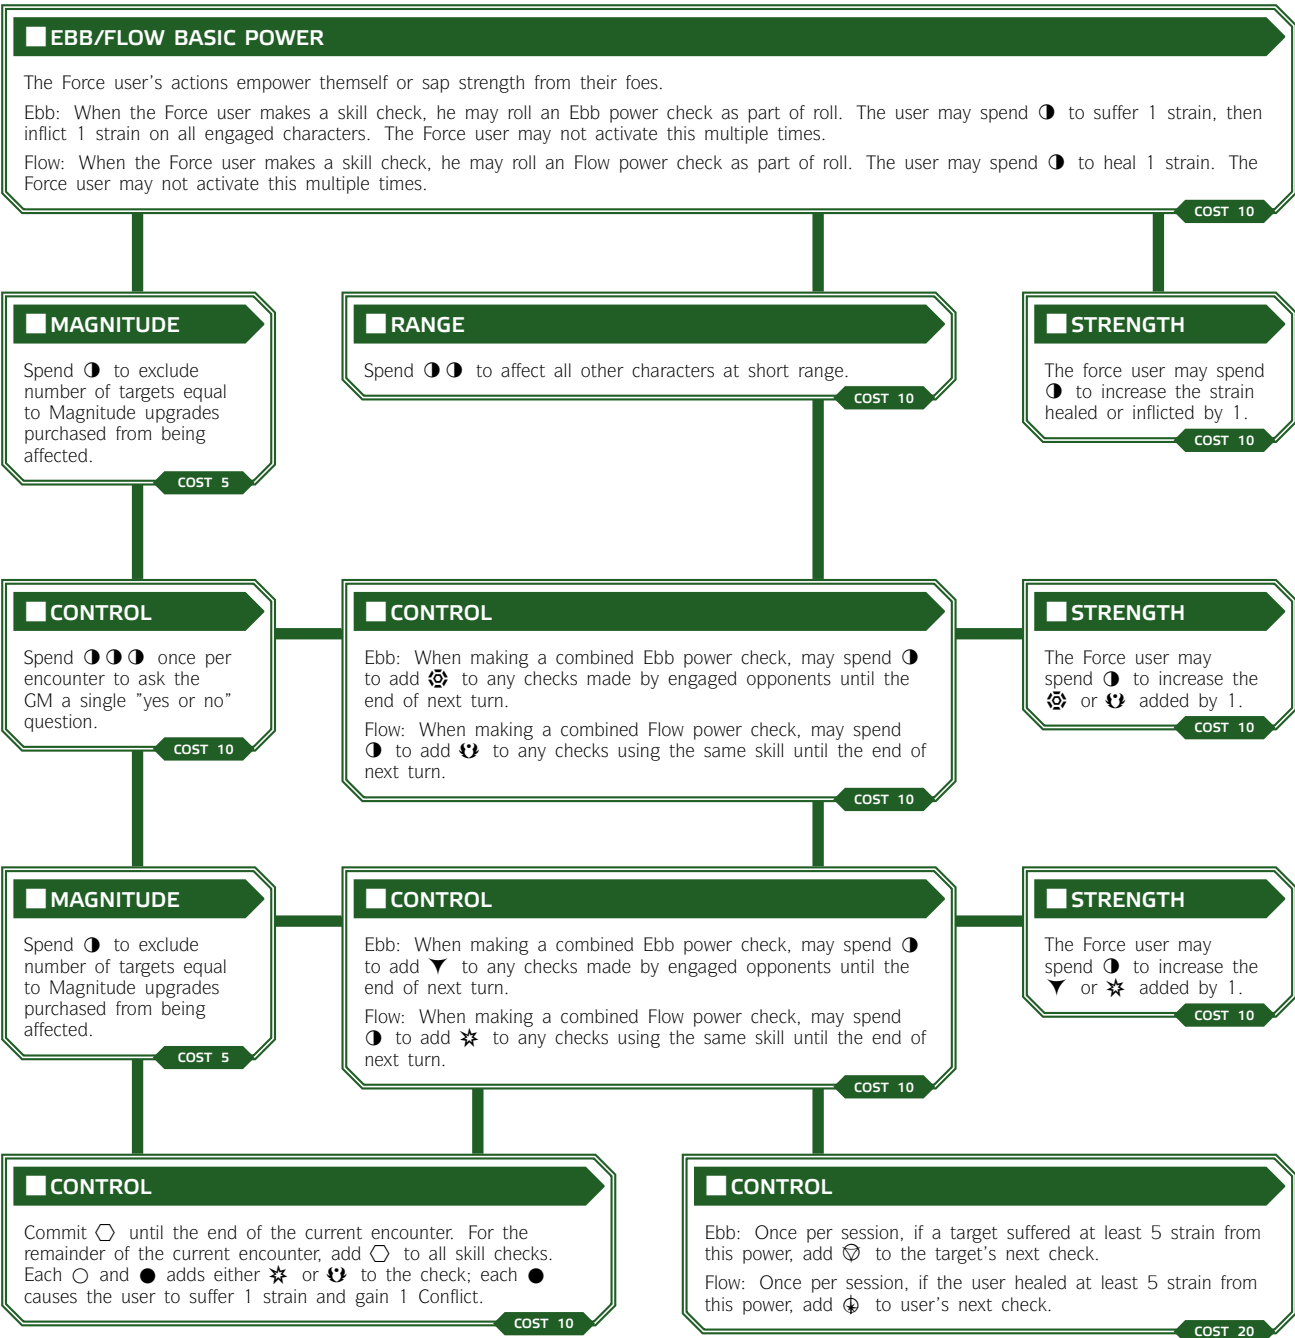 EBB/FLOW BASIC POWER
The Force user's actions empower themself or sap strength from their foes.
Ebb: When the Force user makes a skill check, he may roll an Ebb power check as part of roll. The user may spend ◑ to suffer 1 strain, then
inflict 1 strain on all engaged characters. The Force user may not activate this multiple times.
Flow: When the Force user makes a skill check, he may roll an Flow power check as part of roll. The user may spend ◑ to heal 1 strain. The
Force user may not activate this multiple times.
COST 10
MAGNITUDE
Spend ◑ to exclude
number of targets equal
to Magnitude upgrades
purchased from being
affected.
COST 5
RANGE
Spend ◑ ◑ to affect all other characters at short range.
COST 10
STRENGTH
The force user may spend
◑ to increase the strain
healed or inflicted by 1.
COST 10
CONTROL
Spend ◑ ◑ ◑ once per
encounter to ask the
GM a single "yes or no"
question.
COST 10
CONTROL
Ebb: When making a combined Ebb power check, may spend ◑
to add to any checks made by engaged opponents until the
end of next turn.
Flow: When making a combined Flow power check, may spend
◑ to add to any checks using the same skill until the end of
next turn.
COST 10
STRENGTH
The Force user may
spend ◑ to increase the
or added by 1.
COST 10
MAGNITUDE
Spend ◑ to exclude
number of targets equal
to Magnitude upgrades
purchased from being
affected.
COST 5
CONTROL
Ebb: When making a combined Ebb power check, may spend ◑
to add to any checks made by engaged opponents until the
end of next turn.
Flow: When making a combined Flow power check, may spend
◑ to add to any checks using the same skill until the end of
next turn.
COST 10
STRENGTH
The Force user may
spend ◑ to increase the
or added by 1.
COST 10
CONTROL
Commit ⬡ until the end of the current encounter. For the
remainder of the current encounter, add ⬡ to all skill checks.
Each ○ and ● adds either or to the check; each ●
causes the user to suffer 1 strain and gain 1 Conflict.
COST 10
CONTROL
Ebb: Once per session, if a target suffered at least 5 strain from
this power, add to the target's next check.
Flow: Once per session, if the user healed at least 5 strain from
this power, add to user's next check.
COST 20